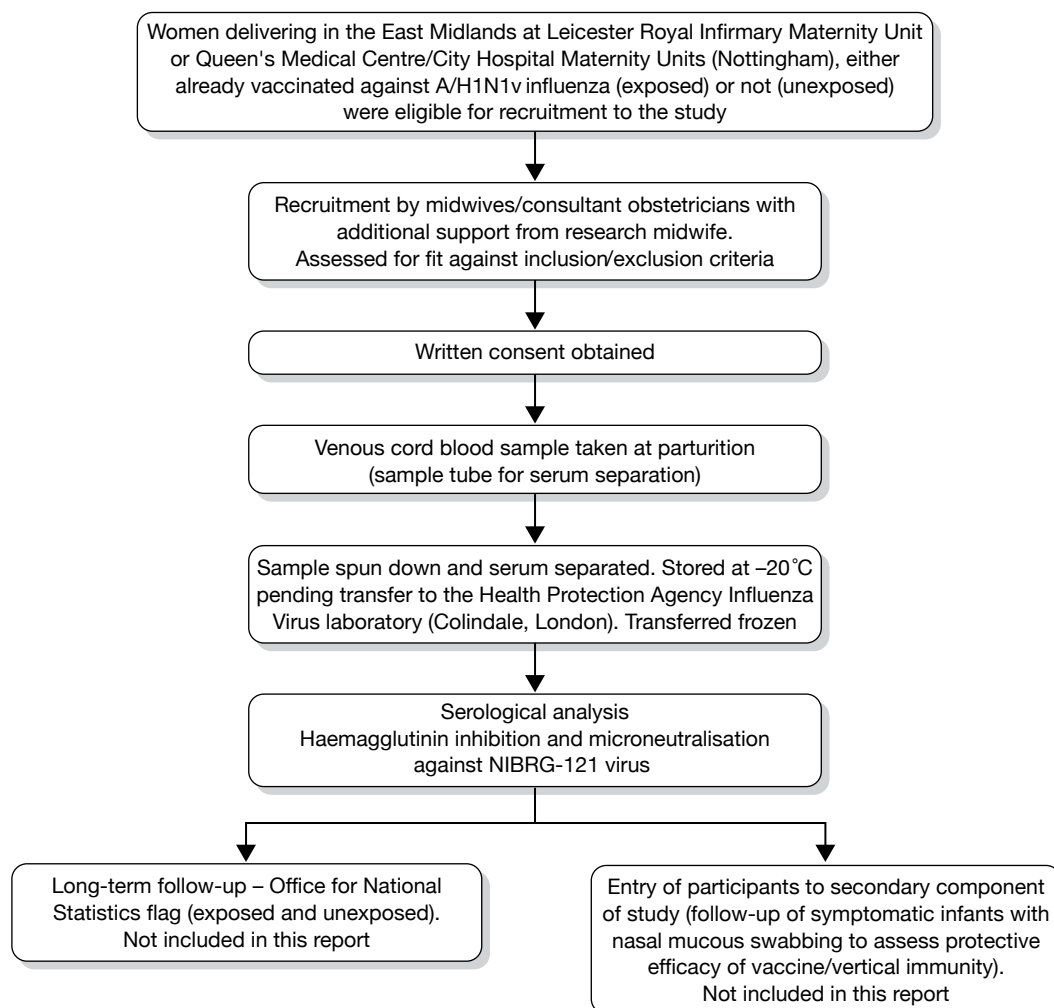 Women delivering in the East Midlands at Leicester Royal Infirmary Maternity Unit
or Queen's Medical Centre/City Hospital Maternity Units (Nottingham), either
already vaccinated against A/H1N1v influenza (exposed) or not (unexposed)
were eligible for recruitment to the study
Recruitment by midwives/consultant obstetricians with
additional support from research midwife.
Assessed for fit against inclusion/exclusion criteria
Written consent obtained
Venous cord blood sample taken at parturition
(sample tube for serum separation)
Sample spun down and serum separated. Stored at –20˚C
pending transfer to the Health Protection Agency Influenza
Virus laboratory (Colindale, London). Transferred frozen
Serological analysis
Haemagglutinin inhibition and microneutralisation
against NIBRG-121 virus
Long-term follow-up – Office for National
Statistics flag (exposed and unexposed).
Not included in this report
Entry of participants to secondary component
of study (follow-up of symptomatic infants with
nasal mucous swabbing to assess protective
efficacy of vaccine/vertical immunity).
Not included in this report